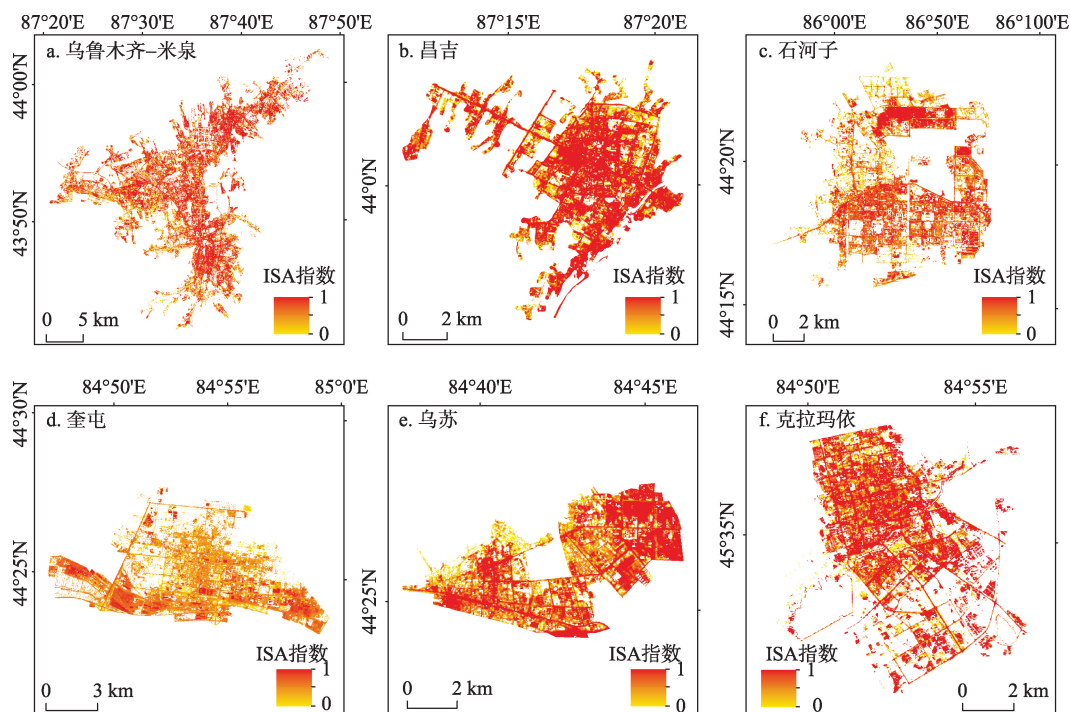 87°20'E 87°30'E 87°40'E 87°50'E
44°00'N
43°50'N
a. 乌鲁木齐–米泉
ISA指数
1
0
0 5 km
87°15'E 87°20'E
44°0'N
b. 昌吉
ISA指数
1
0
0 2 km
86°00'E 86°50'E 86°100'E
44°20'N
44°15'N
c. 石河子
ISA指数
1
0
0 2 km
84°50'E 84°55'E 85°0'E
44°30'N
44°25'N
d. 奎屯
ISA指数
1
0
0 3 km
84°40'E 84°45'E
44°25'N
e. 乌苏
ISA指数
1
0
0 2 km
84°50'E 84°55'E
45°35'N
f. 克拉玛依
ISA指数
1
0
0 2 km